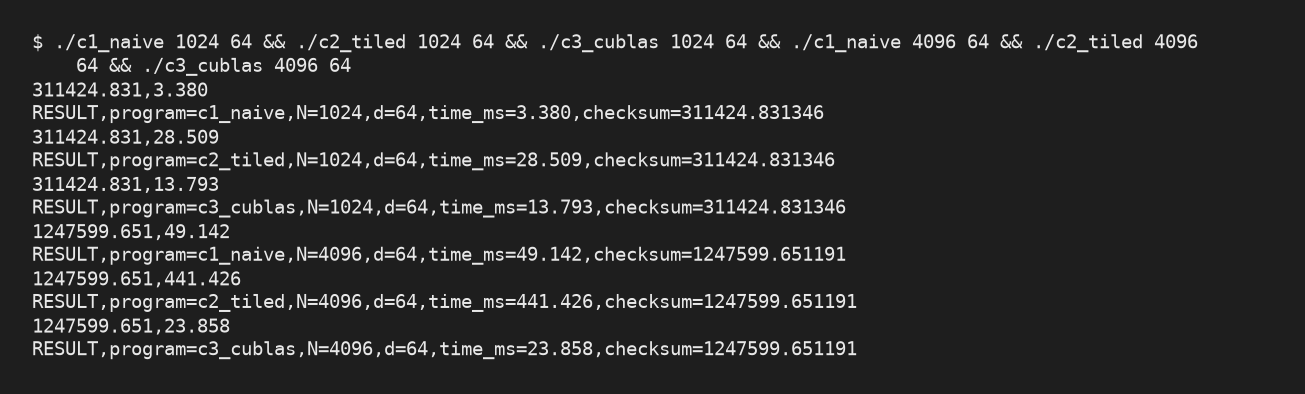 $ ./c1_naive 1024 64 && ./c2_tiled 1024 64 && ./c3_cublas 1024 64 && ./c1_naive 4096 64 && ./c2_tiled 4096
64 && ./c3_cublas 4096 64
311424.831,3.380
RESULT,program=c1_naive,N=1024,d=64,time_ms=3.380,checksum=311424.831346
311424.831,28.509
RESULT,program=c2_tiled,N=1024,d=64,time_ms=28.509,checksum=311424.831346
311424.831,13.793
RESULT,program=c3_cublas,N=1024,d=64,time_ms=13.793,checksum=311424.831346
1247599.651,49.142
RESULT,program=c1_naive,N=4096,d=64,time_ms=49.142,checksum=1247599.651191
1247599.651,441.426
RESULT,program=c2_tiled,N=4096,d=64,time_ms=441.426,checksum=1247599.651191
1247599.651,23.858
RESULT,program=c3_cublas,N=4096,d=64,time_ms=23.858,checksum=1247599.651191